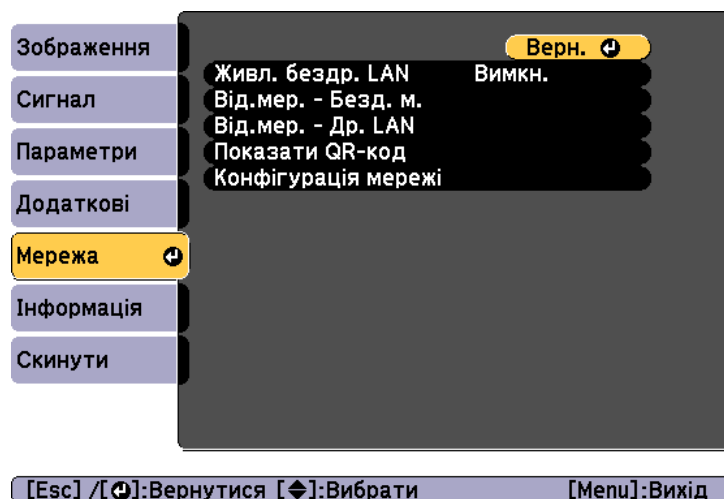 Зображення
Сигнал
Параметри
Додаткові
Мережа
Інформація
Скинути
Верн.
Живл. бездр. LAN Вимкн.
Від.мер. - Безд. м.
Від.мер. - Др. LAN
Показати QR-код
Конфігурація мережі
[Esc] /[⏎]:Вернутися [◆]:Вибрати [Menu]:Вихід